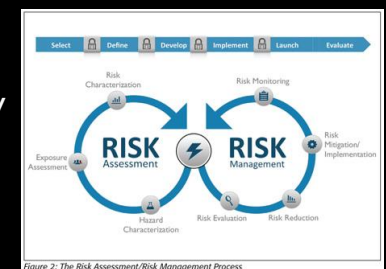 Select Define Develop Implement Launch Evaluate
Risk
Characterization
Risk Monitoring
RISK
Assessment
RISK
Management
Exposure
Assessment
Risk
Mitigation/
Implementation
Hazard
Characterization
Risk Evaluation
Risk Reduction
Figure 2: The Risk Assessment/Risk Management Process